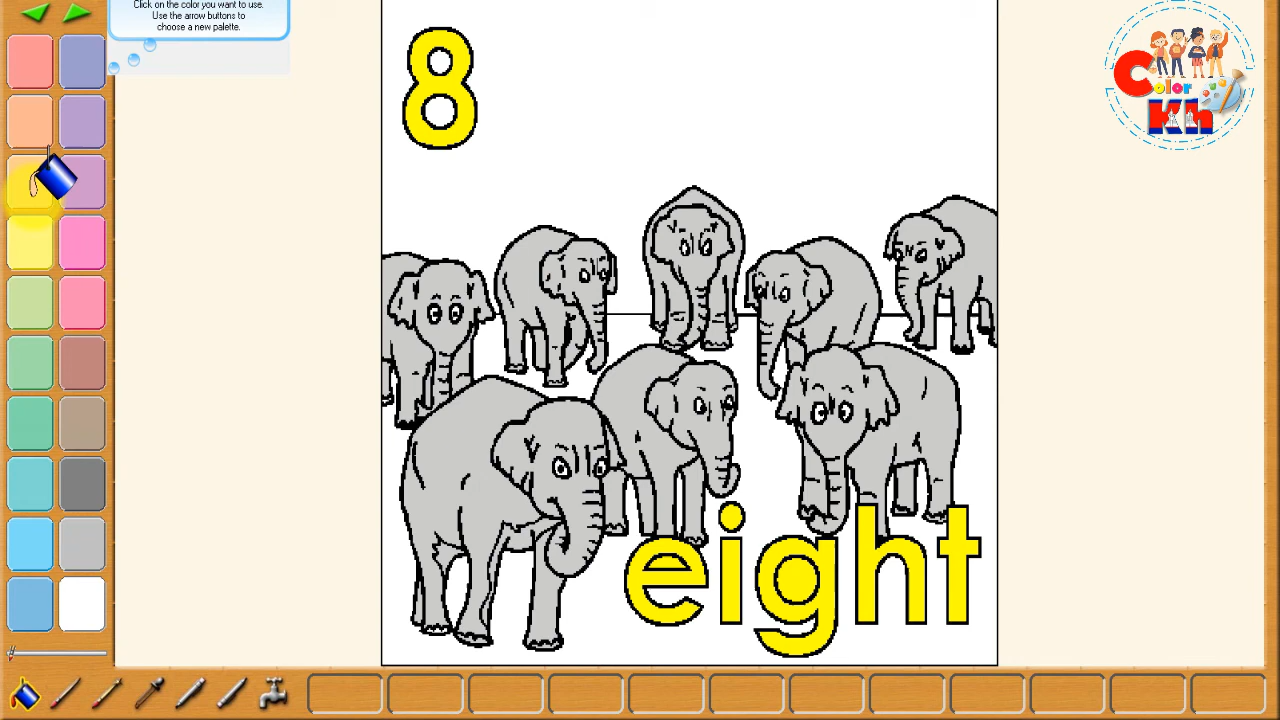 Click on the color you want to use.
Use the arrow buttons to
choose a new palette.
8
Color
Kh
eight